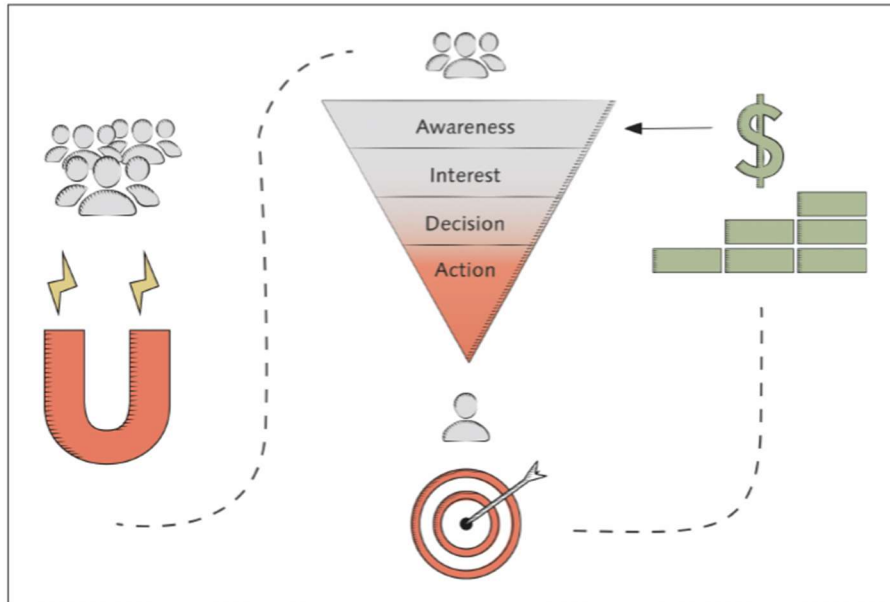 Awareness
$
Interest
Decision
Action